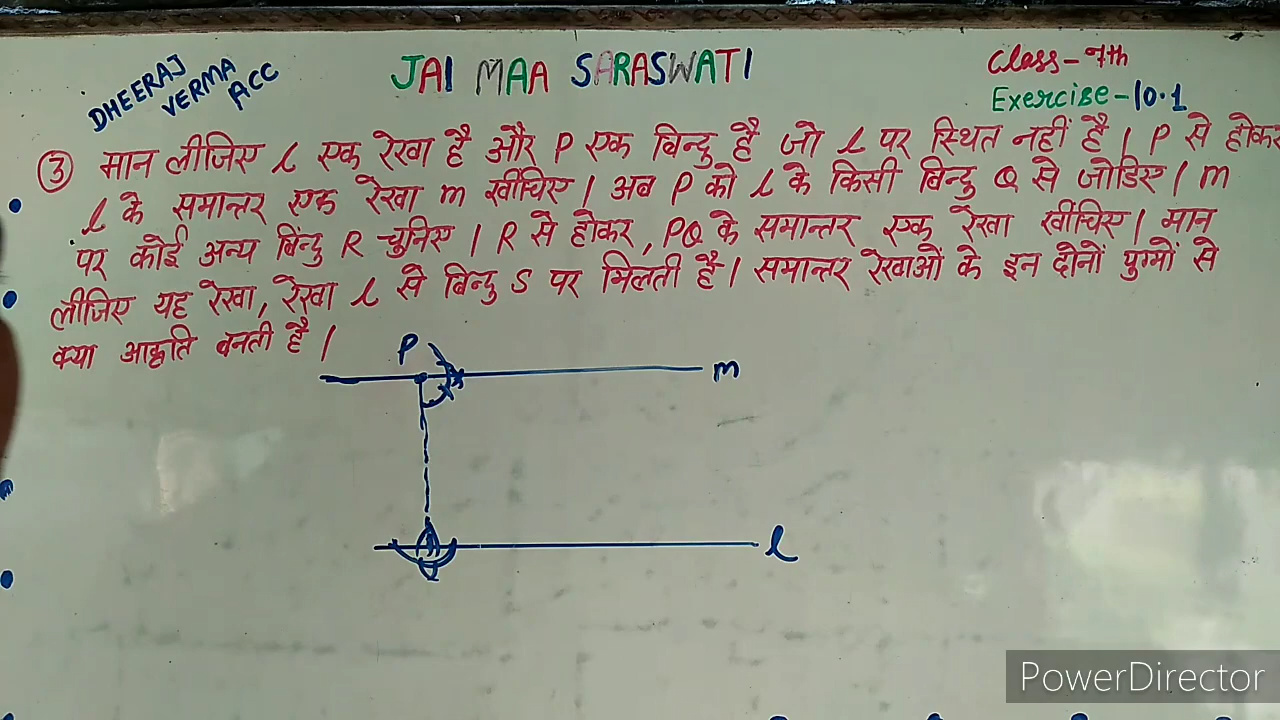 DHEERAJ
VERMA
ACC
JAI MAA SARASWATI
Class-7th
Exercise-10.1
③ मान लीजिए l एक रेखा है और P एक बिन्दु है जो l पर स्थित नहीं है। P से होकर
l के समान्तर एक रेखा m खींचिए। अब P को l के किसी बिन्दु Q से जोडिए। m
पर कोई अन्य बिंदु R चुनिए। R से होकर, PQ के समान्तर एक रेखा खींचिए। मान
लीजिए यह रेखा, रेखा l से बिन्दु S पर मिलती है। समान्तर रेखाओं के इन दोनों युग्मों से
क्या आकृति बनती है।
P
m
l
PowerDirector